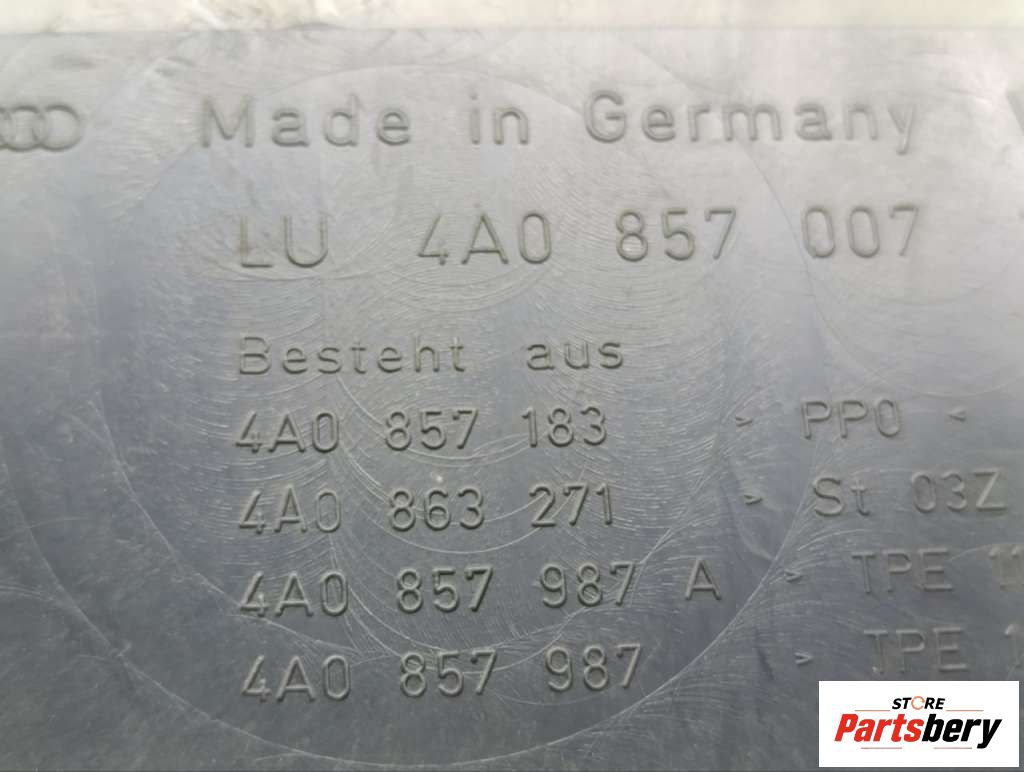 Made in Germany
LU 4A0 857 007
Besteht aus
4A0 857 183 > PPO <
4A0 863 271 > St 03Z
4A0 857 987 A > TPE
4A0 857 987 > TPE
STORE
Partsbery